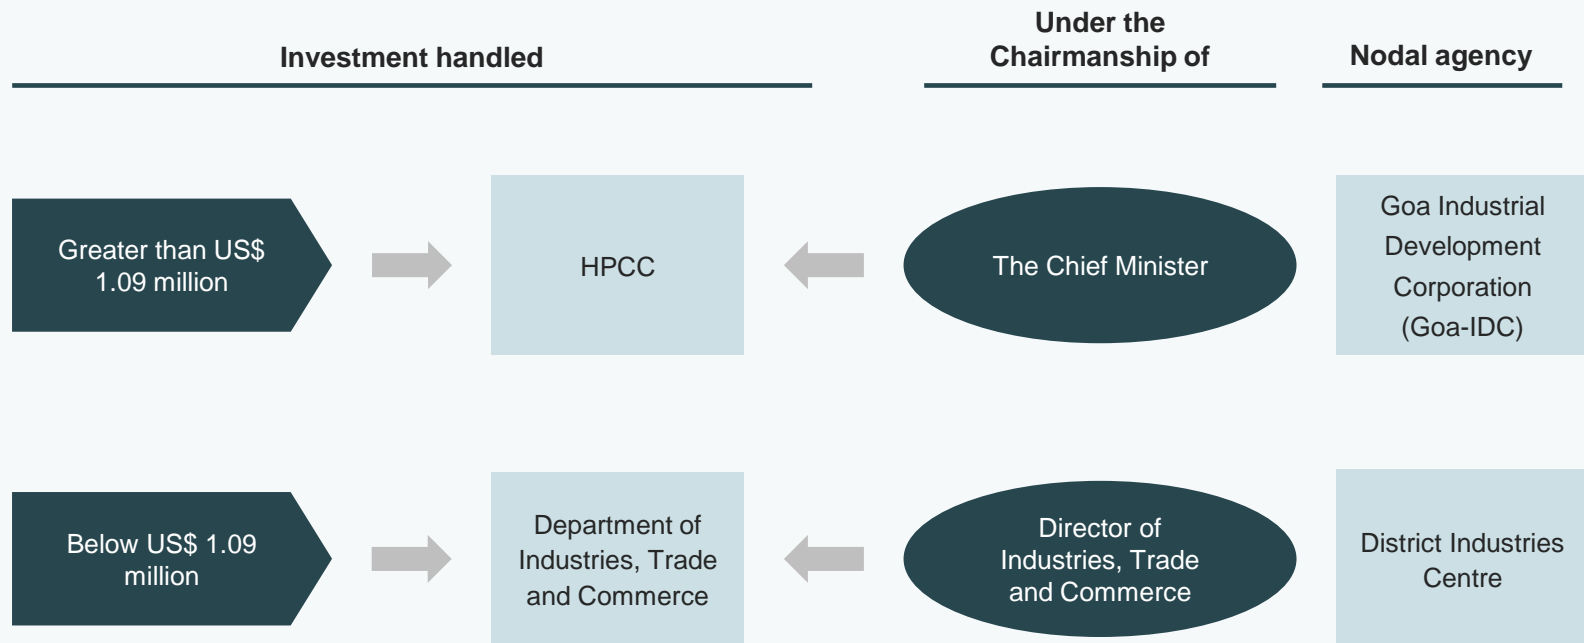 Investment handled
Under the
Chairmanship of
Nodal agency
Greater than US$
1.09 million
HPCC
The Chief Minister
Goa Industrial
Development
Corporation
(Goa-IDC)
Below US$ 1.09
million
Department of
Industries, Trade
and Commerce
Director of
Industries, Trade
and Commerce
District Industries
Centre